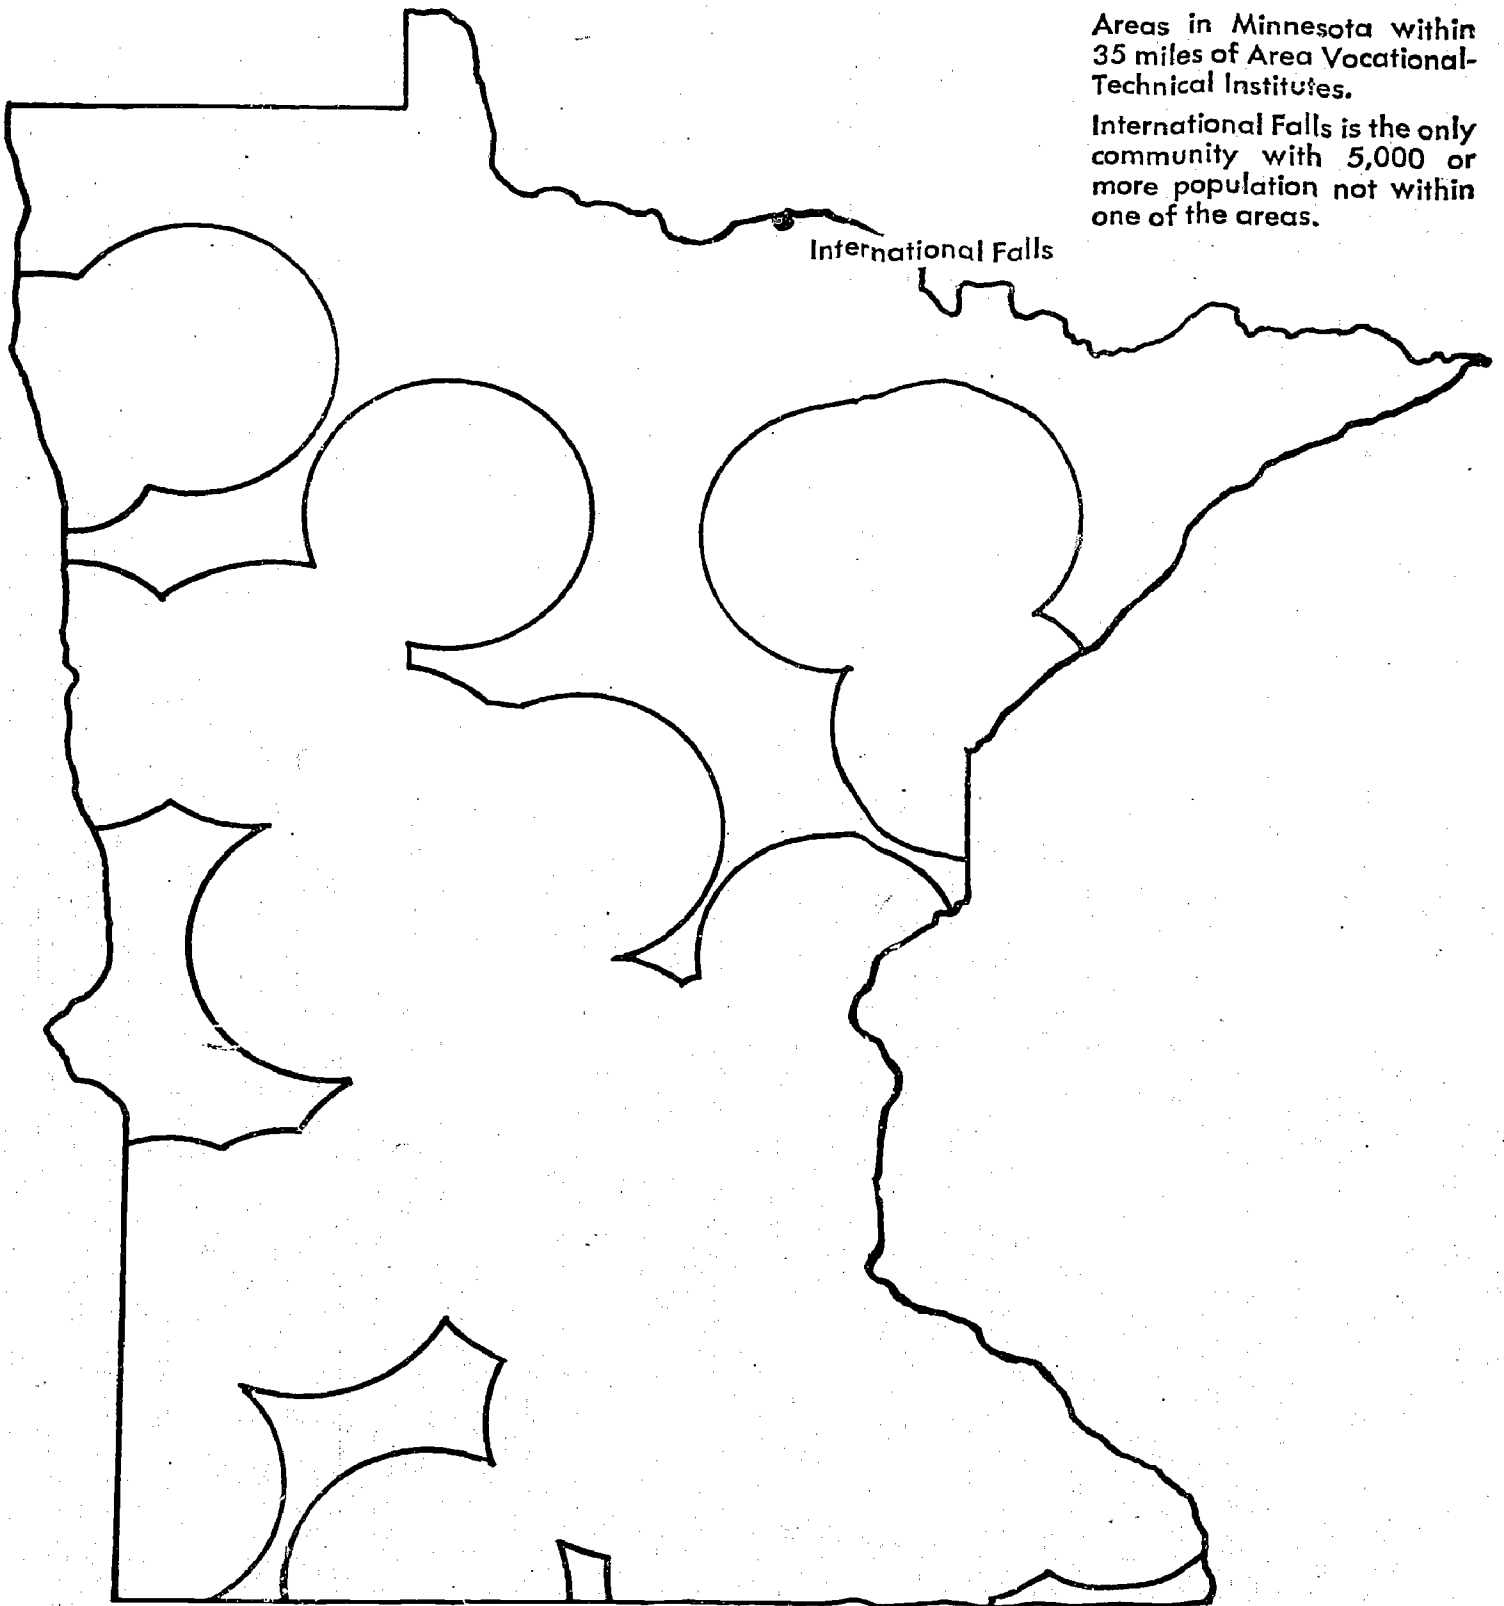 Areas in Minnesota within
35 miles of Area Vocational-
Technical Institutes.
International Falls is the only
community with 5,000 or
more population not within
one of the areas.
International Falls